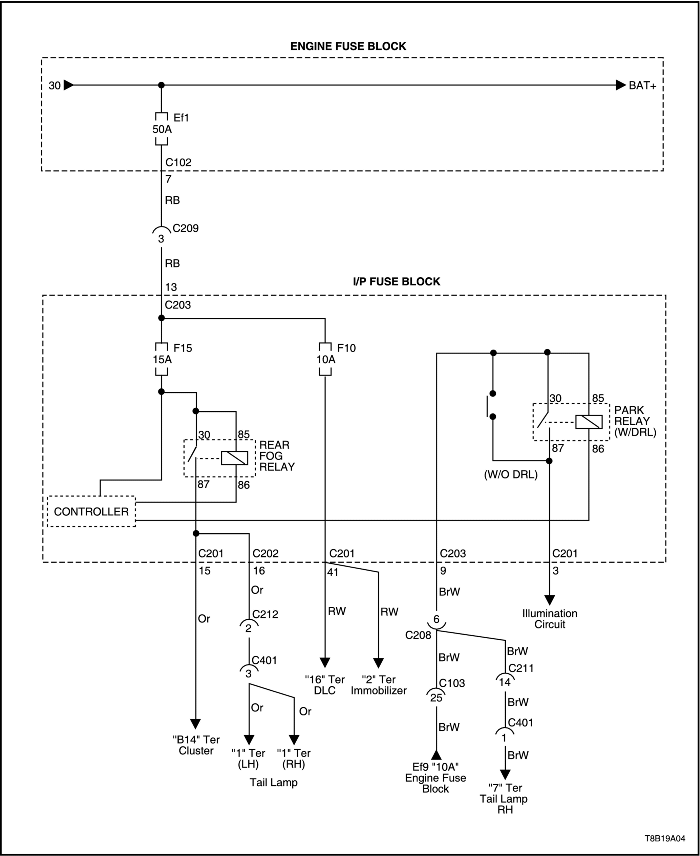 ENGINE FUSE BLOCK
30
BAT+
Ef1
50A
C102
7
RB
C209
3
RB
13
I/P FUSE BLOCK
C203
F15
15A
F10
10A
30
85
PARK
RELAY
(W/DRL)
87
86
(W/O DRL)
30
85
REAR
FOG
RELAY
87
86
CONTROLLER
C201
C202
C201
C203
C201
15
16
41
9
3
Or
BrW
Or
C212
2
RW
RW
6
C208
Illumination
Circuit
BrW
BrW
C401
3
C211
14
"16" Ter
DLC
"2" Ter
Immobilizer
C103
25
BrW
Or
Or
C401
1
BrW
BrW
"B14" Ter
Cluster
"1" Ter
(LH)
"1" Ter
(RH)
Tail Lamp
Ef9 "10A"
Engine Fuse
Block
"7" Ter
Tail Lamp
RH
T8B19A04